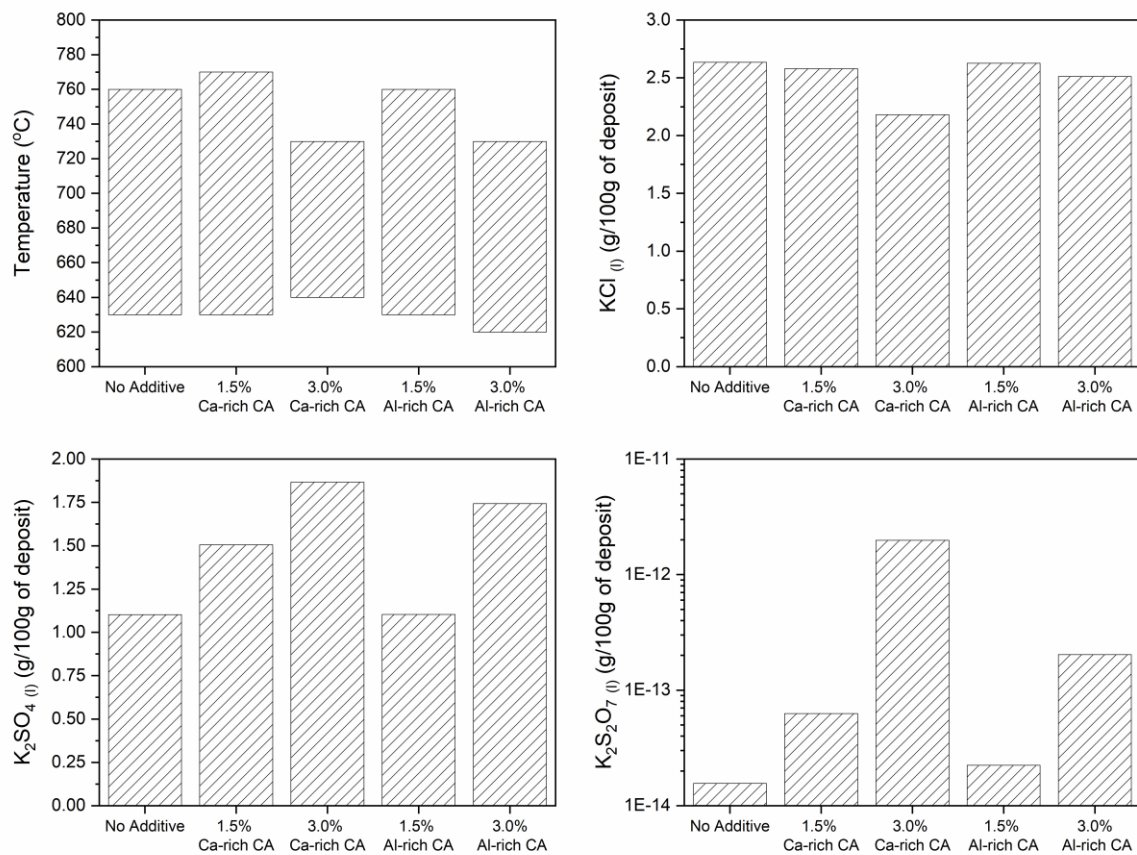 Temperature (°C)
800
780
760
740
720
700
680
660
640
620
600
No Additive
1.5%
Ca-rich CA
3.0%
Ca-rich CA
1.5%
Al-rich CA
3.0%
Al-rich CA
KCl (l) (g/100g of deposit)
3.0
2.5
2.0
1.5
1.0
0.5
0.0
No Additive
1.5%
Ca-rich CA
3.0%
Ca-rich CA
1.5%
Al-rich CA
3.0%
Al-rich CA
K₂SO₄ (l) (g/100g of deposit)
2.00
1.75
1.50
1.25
1.00
0.75
0.50
0.25
0.00
No Additive
1.5%
Ca-rich CA
3.0%
Ca-rich CA
1.5%
Al-rich CA
3.0%
Al-rich CA
K₂S₂O₇ (l) (g/100g of deposit)
1E-11
1E-12
1E-13
1E-14
No Additive
1.5%
Ca-rich CA
3.0%
Ca-rich CA
1.5%
Al-rich CA
3.0%
Al-rich CA